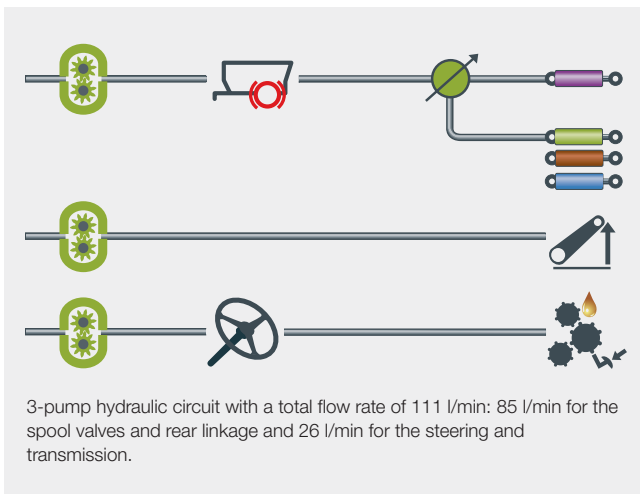 3-pump hydraulic circuit with a total flow rate of 111 l/min: 85 l/min for the
spool valves and rear linkage and 26 l/min for the steering and
transmission.